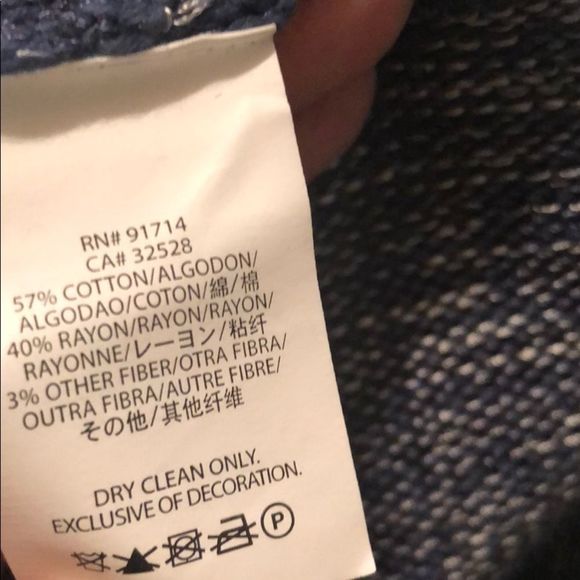 RN# 91714
CA# 32528
57% COTTON/ALGODON/
ALGODAO/COTON/綿/棉
40% RAYON/RAYON/RAYON/
RAYONNE/レーヨン/粘纤
3% OTHER FIBER/OTRA FIBRA/
OUTRA FIBRA/AUTRE FIBRE/
その他/其他纤维
DRY CLEAN ONLY.
EXCLUSIVE OF DECORATION.
P